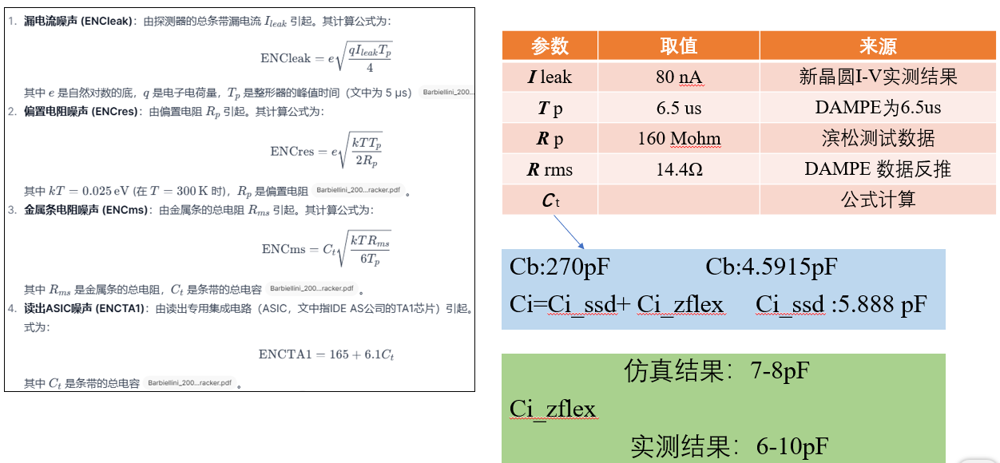 1. 漏电流噪声 (ENCleak)：由探测器的总条带漏电流 I_{leak} 引起。其计算公式为：
ENCleak = e\sqrt{\frac{qI_{leak}T_p}{4}}
其中 e 是自然对数的底，q 是电子电荷量，T_p 是整形器的峰值时间（文中为 5 μs） Barbiellini_200...
2. 偏置电阻噪声 (ENCres)：由偏置电阻 R_p 引起。其计算公式为：
ENCres = e\sqrt{\frac{kTT_p}{2R_p}}
其中 kT = 0.025 eV (在 T = 300 K 时)，R_p 是偏置电阻 Barbiellini_200...racker.pdf 。
3. 金属条电阻噪声 (ENCms)：由金属条的总电阻 R_{ms} 引起。其计算公式为：
ENCms = C_t\sqrt{\frac{kTR_{ms}}{6T_p}}
其中 R_{ms} 是金属条的总电阻，C_t 是条带的总电容 Barbiellini_200...racker.pdf 。
4. 读出ASIC噪声 (ENCTA1)：由读出专用集成电路（ASIC，文中指IDE AS公司的TA1芯片）引起。
式为：
ENCTA1 = 165 + 6.1C_t
其中 C_t 是条带的总电容 Barbiellini_200...racker.pdf 。
参数 取值 来源
I leak 80 nA 新晶圆I-V实测结果
T p 6.5 us DAMPE为6.5us
R p 160 Mohm 滨松测试数据
R rms 14.4Ω DAMPE 数据反推
C t 公式计算
Cb:270pF Cb:4.5915pF
Ci=Ci_ssd+ Ci_zflex Ci_ssd :5.888 pF
仿真结果：7-8pF
Ci_zflex
实测结果：6-10pF